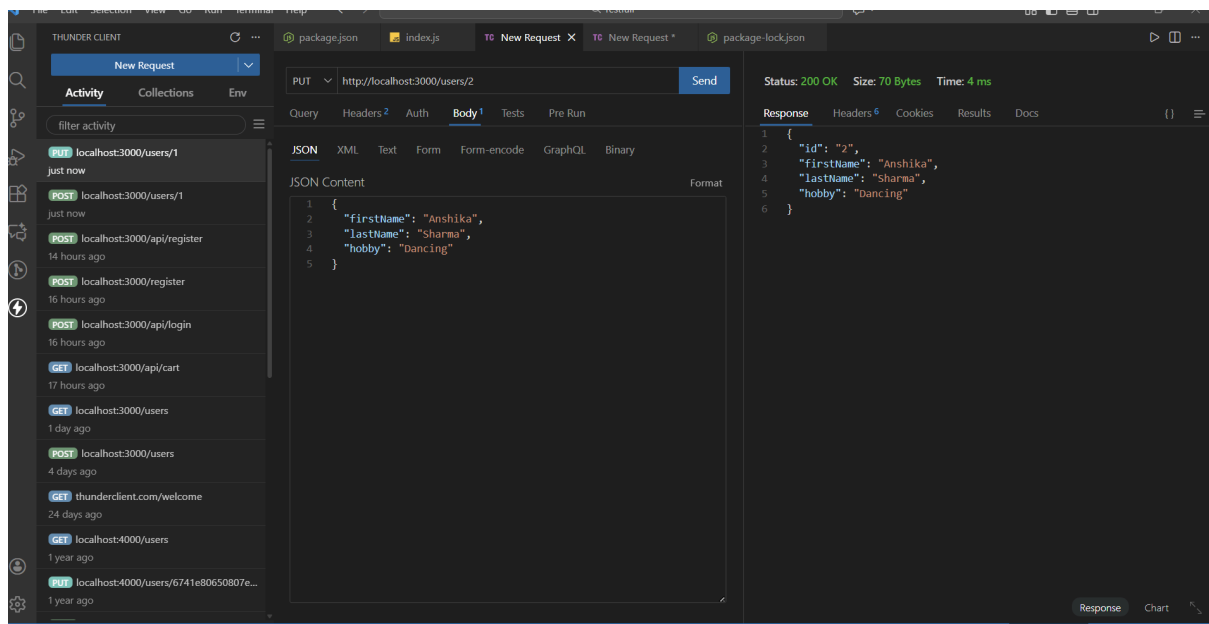 Edit Selection View Go Run Terminal Help
THUNDER CLIENT
package.json
index.js
TC New Request
TC New Request *
package-lock.json
New Request
Activity Collections Env
filter activity
PUT localhost:3000/users/1
just now
POST localhost:3000/users/1
just now
POST localhost:3000/api/register
14 hours ago
POST localhost:3000/register
16 hours ago
POST localhost:3000/api/login
16 hours ago
GET localhost:3000/api/cart
17 hours ago
GET localhost:3000/users
1 day ago
POST localhost:3000/users
4 days ago
GET thunderclient.com/welcome
24 days ago
GET localhost:4000/users
1 year ago
PUT localhost:4000/users/6741e80650807e...
1 year ago
PUT http://localhost:3000/users/2 Send
Query Headers 2 Auth Body 1 Tests Pre Run
JSON XML Text Form Form-encode GraphQL Binary
JSON Content Format
1 {
2 "firstName": "Anshika",
3 "lastName": "Sharma",
4 "hobby": "Dancing"
5 }
Status: 200 OK Size: 70 Bytes Time: 4 ms
Response Headers 6 Cookies Results Docs {}
1 {
2 "id": "2",
3 "firstName": "Anshika",
4 "lastName": "Sharma",
5 "hobby": "Dancing"
6 }
Response Chart